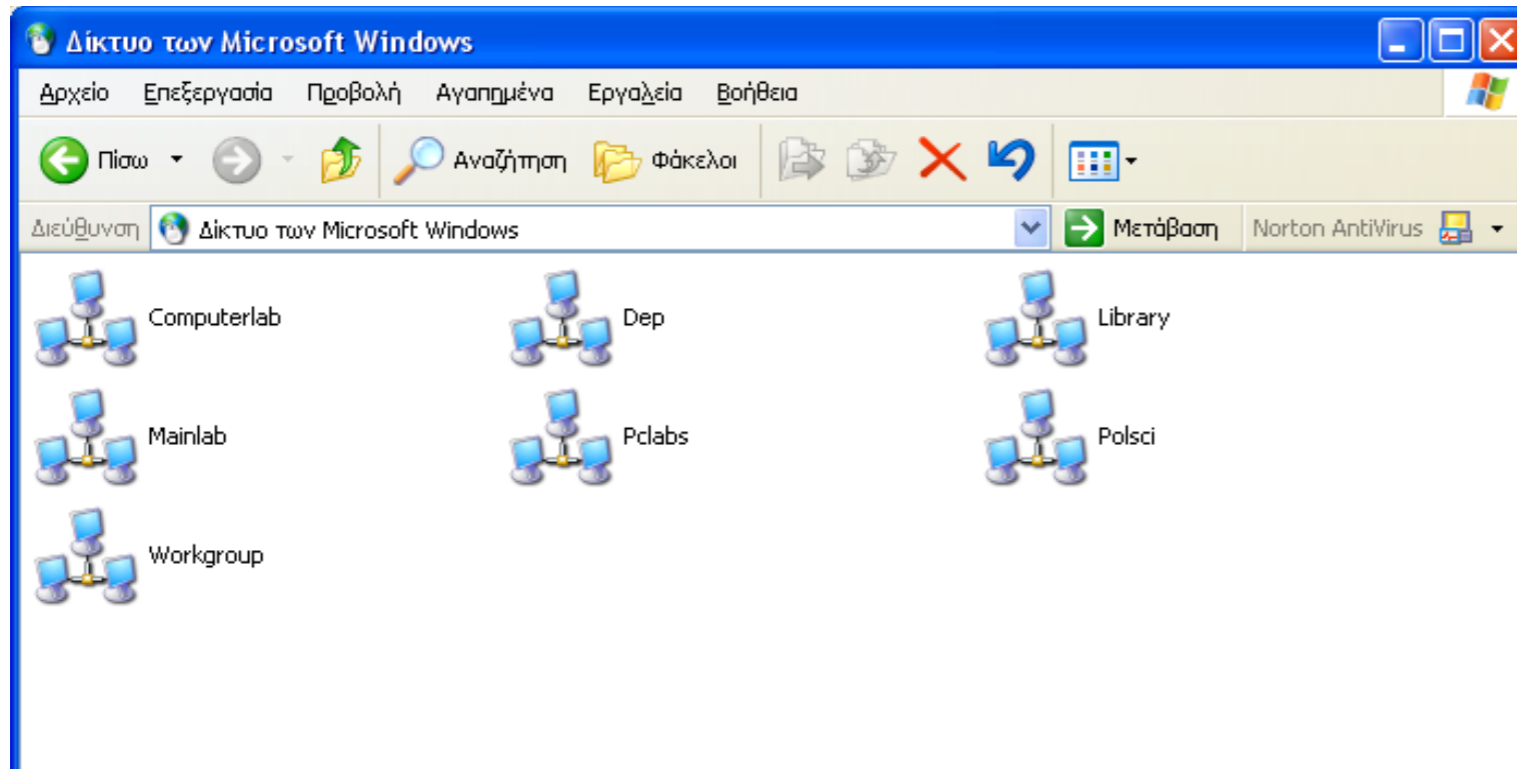 Δίκτυο των Microsoft Windows
Αρχείο Επεξεργασία Προβολή Αγαπημένα Εργαλεία Βοήθεια
Πίσω Αναζήτηση Φάκελοι
Διεύθυνση Δίκτυο των Microsoft Windows Μετάβαση Norton AntiVirus
Computerlab Dep Library
Mainlab Pclabs Polsci
Workgroup